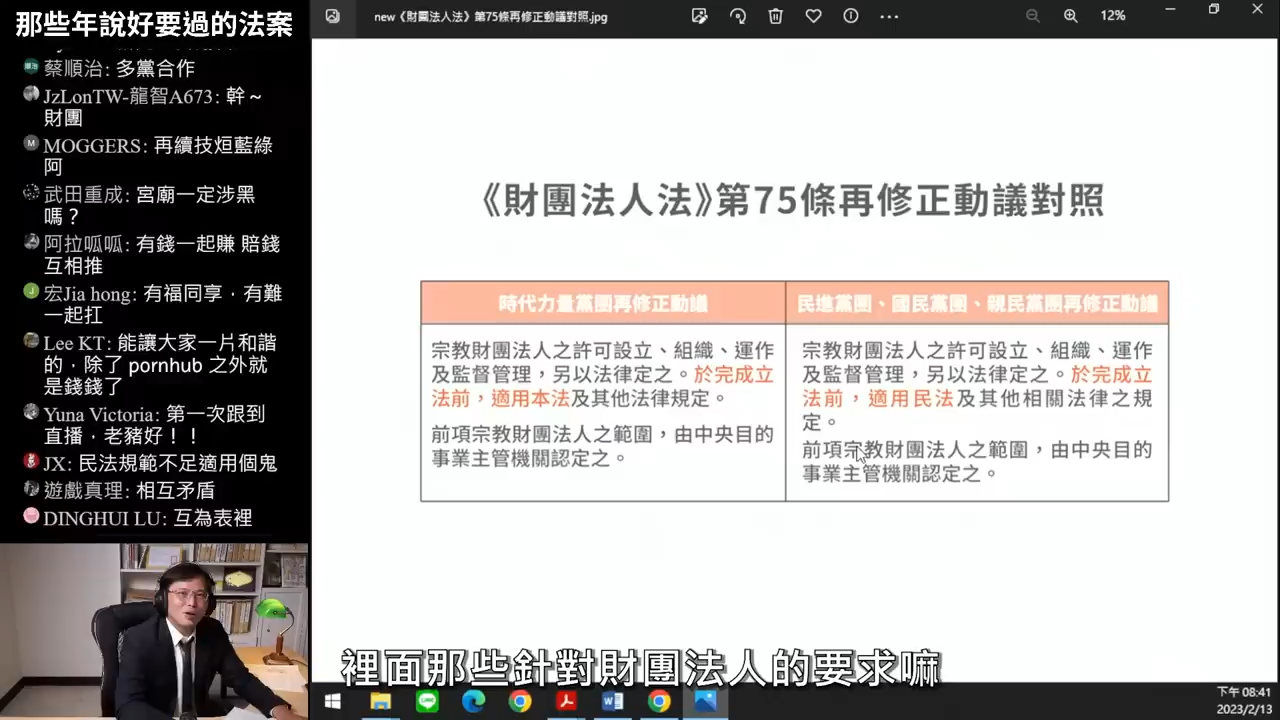 那些年說好要過的法案
蔡順治: 多黨合作
JzLonTW-龍智A673: 幹～
財團
MOGGERS: 再續技烜藍綠
阿
武田重成: 宮廟一定涉黑
嗎？
阿拉呱呱: 有錢一起賺 賠錢
互相推
宏Jia hong: 有福同享，有難
一起扛
Lee KT: 能讓大家一片和諧
的，除了 pornhub 之外就
是錢錢了
Yuna Victoria: 第一次跟到
直播，老豬好！！
JX: 民法規範不足適用個鬼
遊戲真理: 相互矛盾
DINGHUI LU: 互為表裡
new《財團法人法》第75條再修正動議對照.jpg
12%
《財團法人法》第75條再修正動議對照
時代力量黨團再修正動議
宗教財團法人之許可設立、組織、運作
及監督管理，另以法律定之。於完成立
法前，適用本法及其他法律規定。
前項宗教財團法人之範圍，由中央目的
事業主管機關認定之。
民進黨團、國民黨團、親民黨團再修正動議
宗教財團法人之許可設立、組織、運作
及監督管理，另以法律定之。於完成立
法前，適用民法及其他相關法律之規
定。
前項宗教財團法人之範圍，由中央目的
事業主管機關認定之。
裡面那些針對財團法人的要求嘛
下午 08:41
2023/2/13